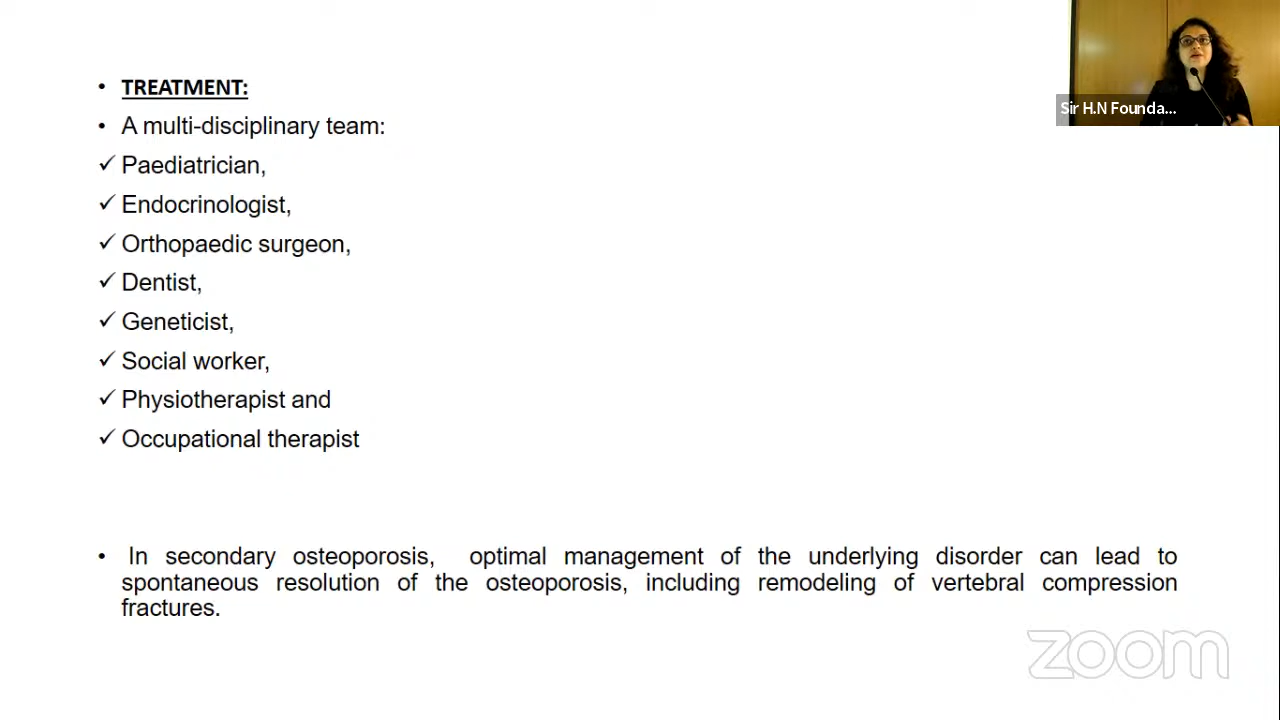 • TREATMENT:
• A multi-disciplinary team:
✓ Paediatrician,
✓ Endocrinologist,
✓ Orthopaedic surgeon,
✓ Dentist,
✓ Geneticist,
✓ Social worker,
✓ Physiotherapist and
✓ Occupational therapist
• In secondary osteoporosis, optimal management of the underlying disorder can lead to
spontaneous resolution of the osteoporosis, including remodeling of vertebral compression
fractures.
Sir H.N Founda...
zoom